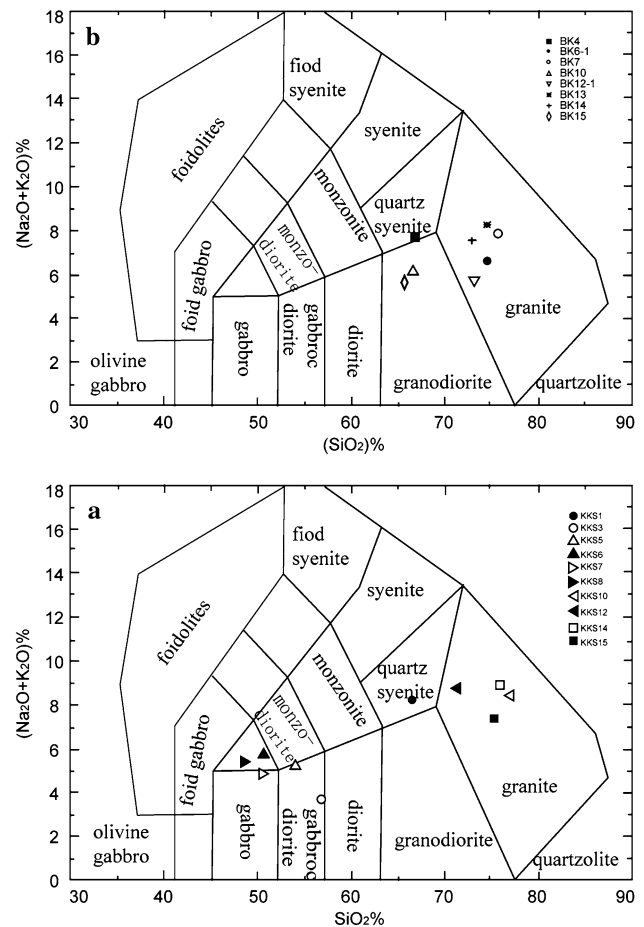 b
18
16
14
12
10
8
6
4
2
0
(Na2O+K2O)%
30
40
50
60
70
80
90
(SiO2)%
BK4
BK6-1
BK7
BK10
BK12-1
BK13
BK14
BK15
fiod
syenite
foidolites
syenite
monzonite
quartz
syenite
monzo-
diorite
foid gabbro
gabbro
diorite
gabbroc
diorite
granite
olivine
gabbro
granodiorite
quartzolite
a
18
16
14
12
10
8
6
4
2
0
(Na2O+K2O)%
30
40
50
60
70
80
90
SiO2%
KKS1
KKS3
KKS5
KKS6
KKS7
KKS8
KKS10
KKS12
KKS14
KKS15
fiod
syenite
foidolites
syenite
monzonite
quartz
syenite
monzo-
diorite
foid gabbro
gabbro
diorite
gabbroc
diorite
granite
olivine
gabbro
granodiorite
quartzolite